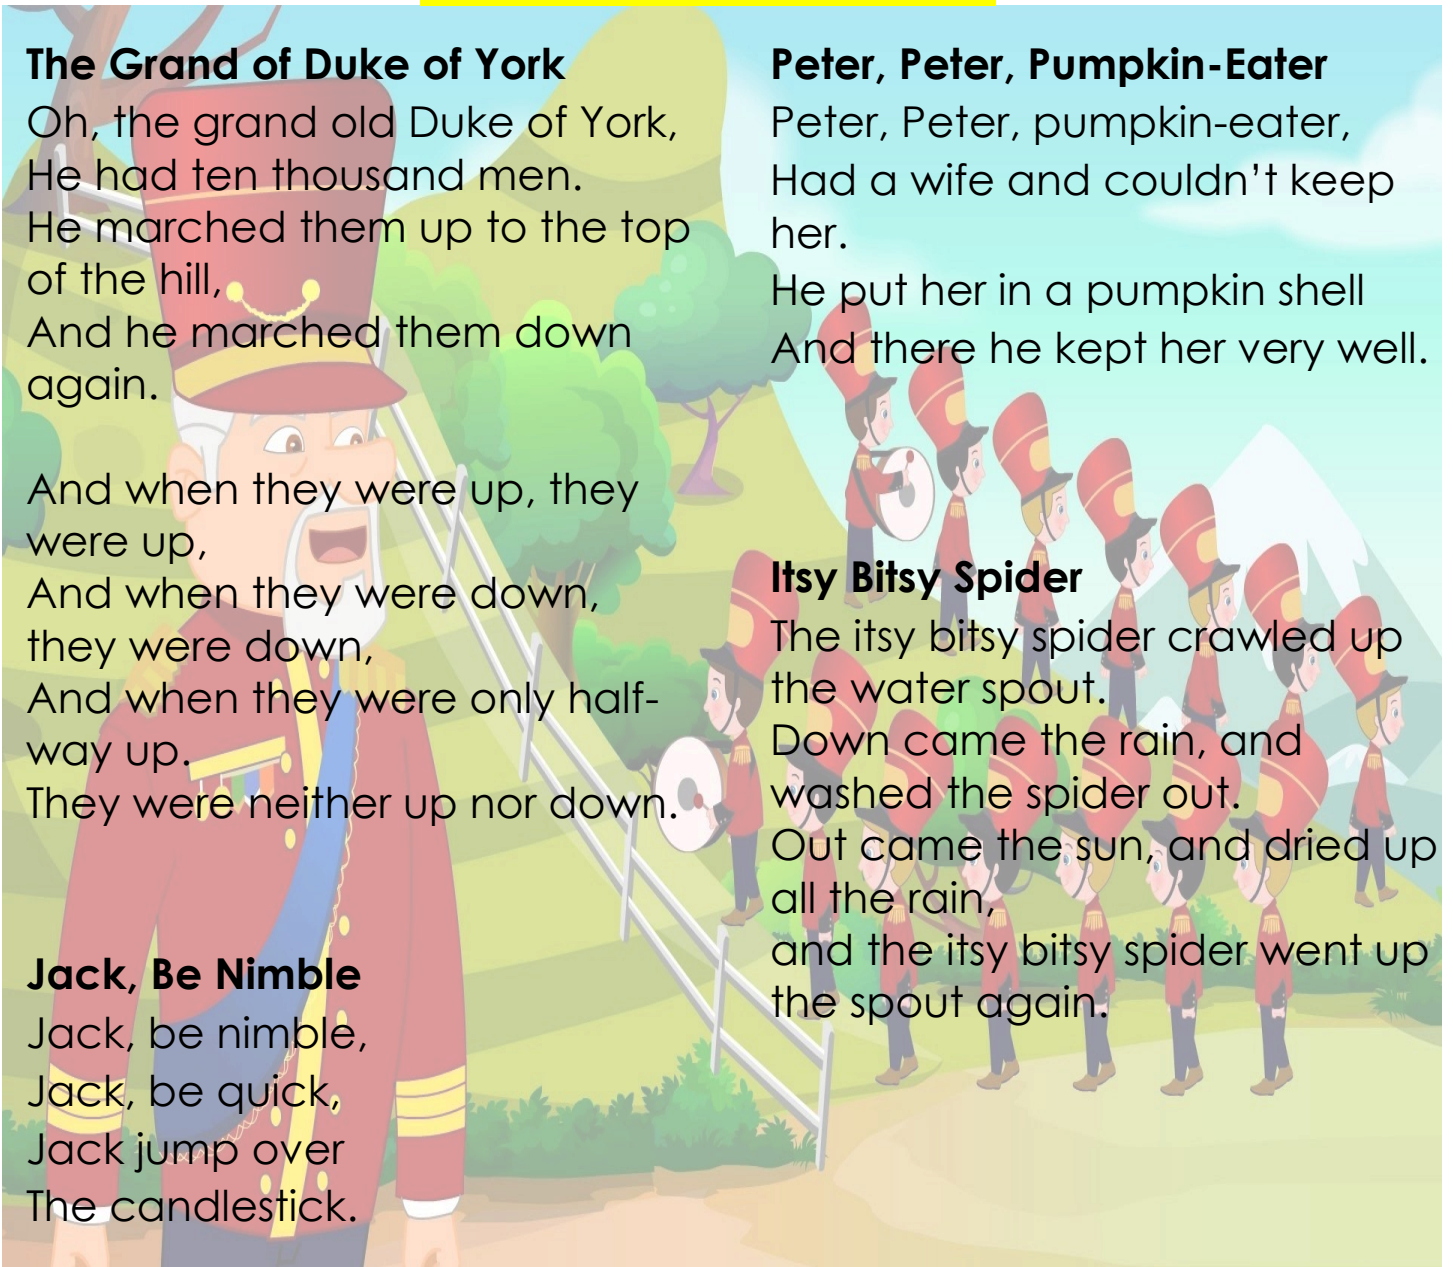 The Grand of Duke of York
Oh, the grand old Duke of York,
He had ten thousand men.
He marched them up to the top
of the hill,
And he marched them down
again.
And when they were up, they
were up,
And when they were down,
they were down,
And when they were only half-
way up.
They were neither up nor down.
Jack, Be Nimble
Jack, be nimble,
Jack, be quick,
Jack jump over
The candlestick.
Peter, Peter, Pumpkin-Eater
Peter, Peter, pumpkin-eater,
Had a wife and couldn’t keep
her.
He put her in a pumpkin shell
And there he kept her very well.
Itsy Bitsy Spider
The itsy bitsy spider crawled up
the water spout.
Down came the rain, and
washed the spider out.
Out came the sun, and dried up
all the rain,
and the itsy bitsy spider went up
the spout again.